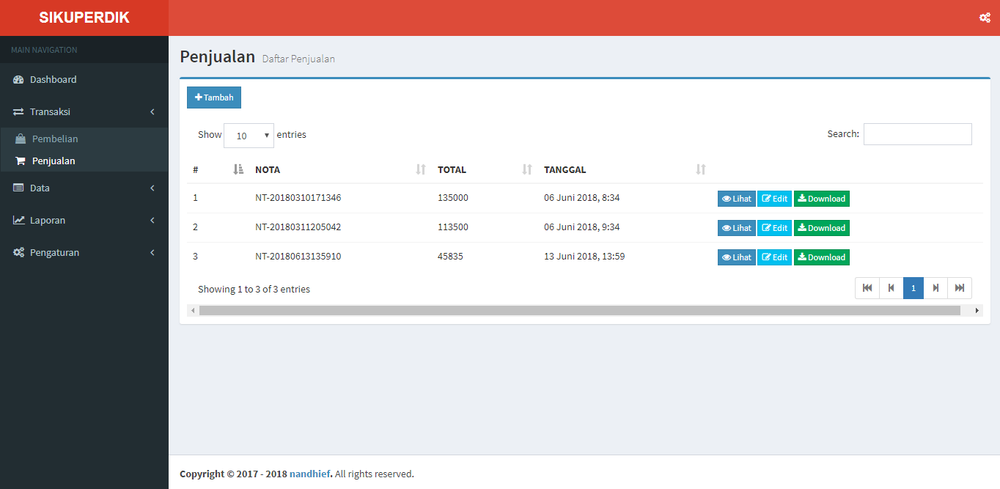 SIKUPERDIK
MAIN NAVIGATION
Dashboard
Transaksi
Pembelian
Penjualan
Data
Laporan
Pengaturan
Penjualan Daftar Penjualan
Tambah
Show 10 entries Search:
# NOTA TOTAL TANGGAL
1 NT-20180310171346 135000 06 Juni 2018, 8:34 Lihat Edit Download
2 NT-20180311205042 113500 06 Juni 2018, 9:34 Lihat Edit Download
3 NT-20180613135910 45835 13 Juni 2018, 13:59 Lihat Edit Download
Showing 1 to 3 of 3 entries 1
Copyright © 2017 - 2018 nandhief. All rights reserved.